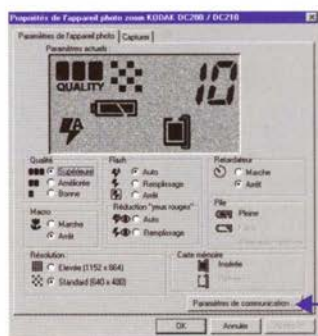 Propriétés de l'appareil photo zoom KODAK DC200 / DC210
Paramètres de l'appareil photo
Capturer
Paramètres actuels
QUALITY
10
A
Qualité
Supérieure
Améliorée
Bonne
Flash
A Auto
Remplissage
Arrêt
Retardateur
Marche
Arrêt
Macro
Marche
Arrêt
Réduction "yeux rouges"
Auto
Remplissage
Pile
Pleine
Résolution
Elevée (1152 x 864)
Standard (640 x 480)
Carte mémoire
Insérée
Paramètres de communication...
OK
Annuler